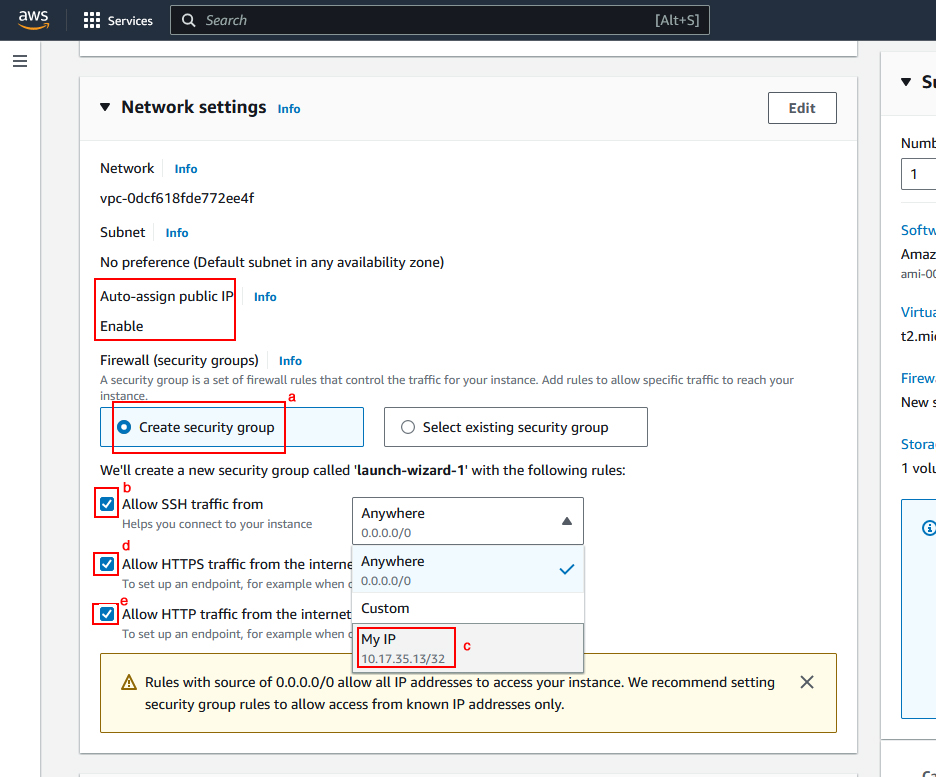 aws
Services
Search
[Alt+S]
Network settings Info
Edit
Network Info
vpc-0dcf618fde772ee4f
Subnet Info
No preference (Default subnet in any availability zone)
Auto-assign public IP Info
Enable
Firewall (security groups) Info
A security group is a set of firewall rules that control the traffic for your instance. Add rules to allow specific traffic to reach your
instance.
a
Create security group
Select existing security group
We'll create a new security group called 'launch-wizard-1' with the following rules:
b
Allow SSH traffic from
Helps you connect to your instance
Anywhere
0.0.0.0/0
d
Allow HTTPS traffic from the interne
To set up an endpoint, for example when c
e
Allow HTTP traffic from the internet
To set up an endpoint, for example when c
Anywhere
0.0.0.0/0
Custom
My IP
10.17.35.13/32
c
Rules with source of 0.0.0.0/0 allow all IP addresses to access your instance. We recommend setting
security group rules to allow access from known IP addresses only.
Su
Numb
1
Softw
Amaz
ami-00
Virtua
t2.mi
Firew
New s
Stora
1 volu